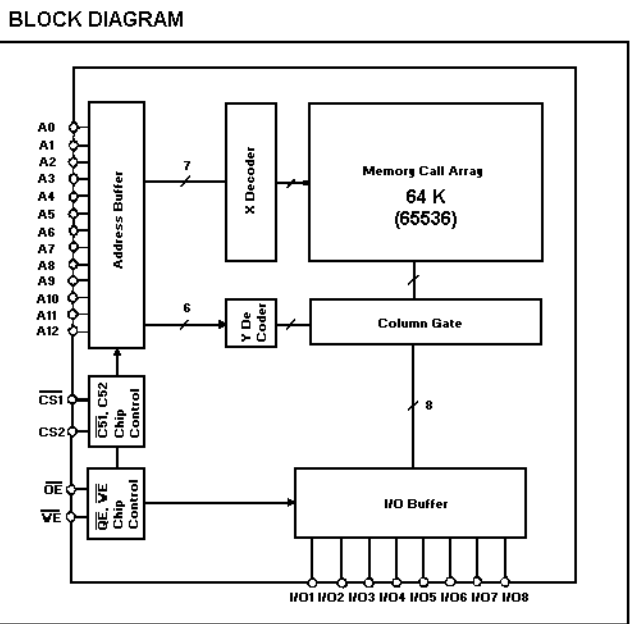 BLOCK DIAGRAM
A0
A1
A2
A3
A4
A5
A6
A7
A8
A9
A10
A11
A12
Address Buffer
7
X Decoder
Memory Call Array
64 K
(65536)
6
Y De
Coder
Column Gate
CS1
CS2
C51, C52
Chip
Control
8
OE
WE
QE, WE
Chip
Control
I/O Buffer
I/O1 I/O2 I/O3 I/O4 I/O5 I/O6 I/O7 I/O8